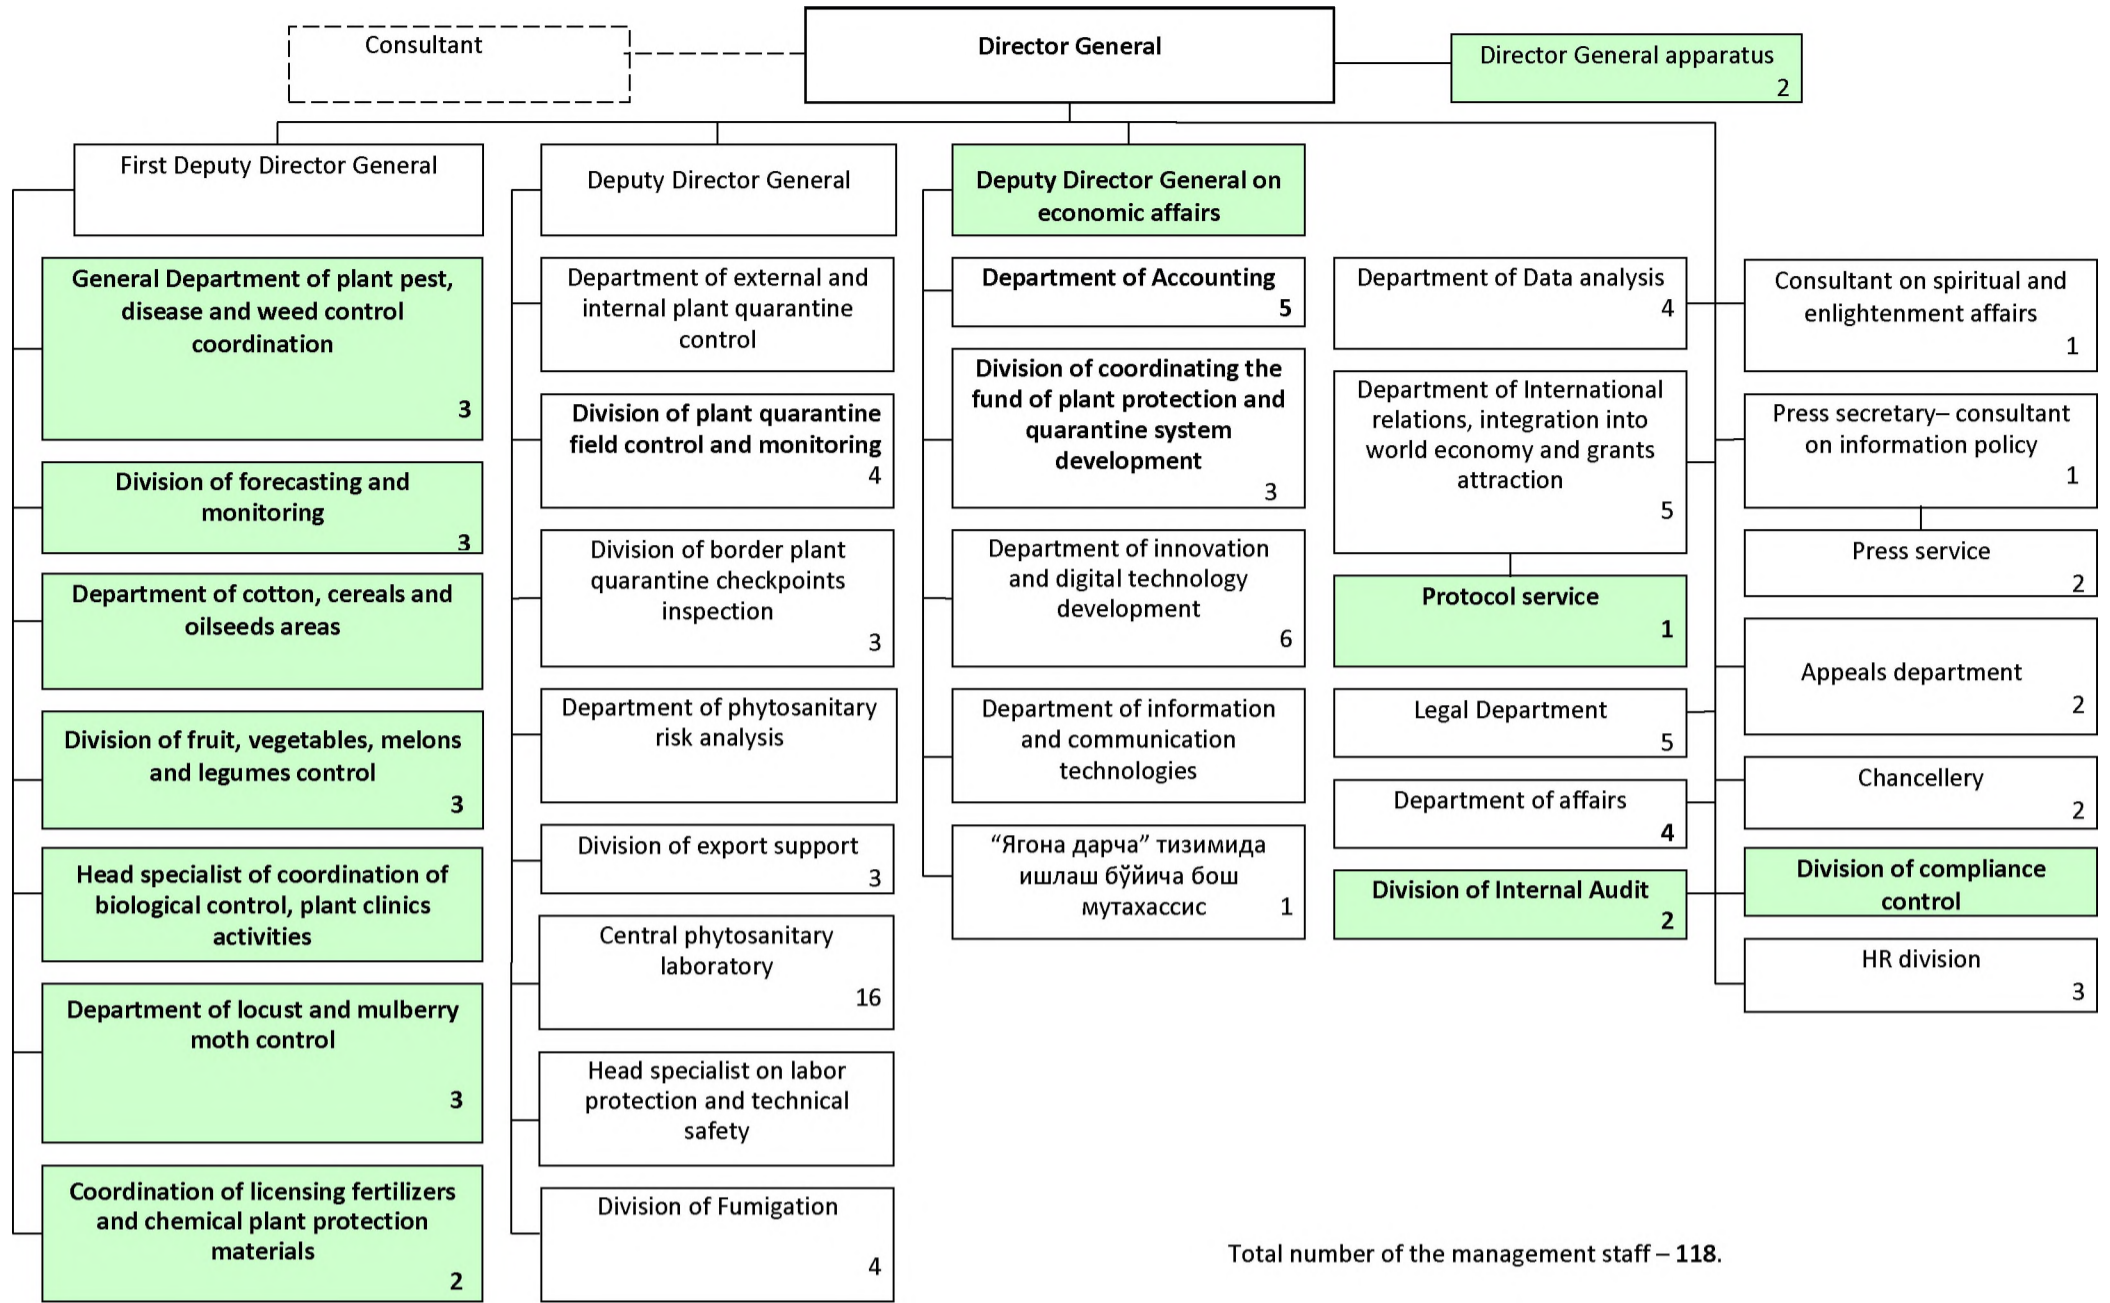 Consultant
Director General
Director General apparatus
2
First Deputy Director General
General Department of plant pest,
disease and weed control
coordination
3
Division of forecasting and
monitoring
3
Department of cotton, cereals and
oilseeds areas
Division of fruit, vegetables, melons
and legumes control
3
Head specialist of coordination of
biological control, plant clinics
activities
Department of locust and mulberry
moth control
3
Coordination of licensing fertilizers
and chemical plant protection
materials
2
Deputy Director General
Department of external and
internal plant quarantine
control
Division of plant quarantine
field control and monitoring
4
Division of border plant
quarantine checkpoints
inspection
3
Department of phytosanitary
risk analysis
Division of export support
3
Central phytosanitary
laboratory
16
Head specialist on labor
protection and technical
safety
Division of Fumigation
4
Deputy Director General on
economic affairs
Department of Accounting
5
Division of coordinating the
fund of plant protection and
quarantine system
development
3
Department of innovation
and digital technology
development
6
Department of information
and communication
technologies
“Ягона дарча” тизимида
ишлаш бўйича бош
мутахассис 1
Department of Data analysis
4
Department of International
relations, integration into
world economy and grants
attraction
5
Protocol service
1
Legal Department
5
Department of affairs
4
Division of Internal Audit
2
Consultant on spiritual and
enlightenment affairs
1
Press secretary– consultant
on information policy
1
Press service
2
Appeals department
2
Chancellery
2
Division of compliance
control
HR division
3
Total number of the management staff – 118.